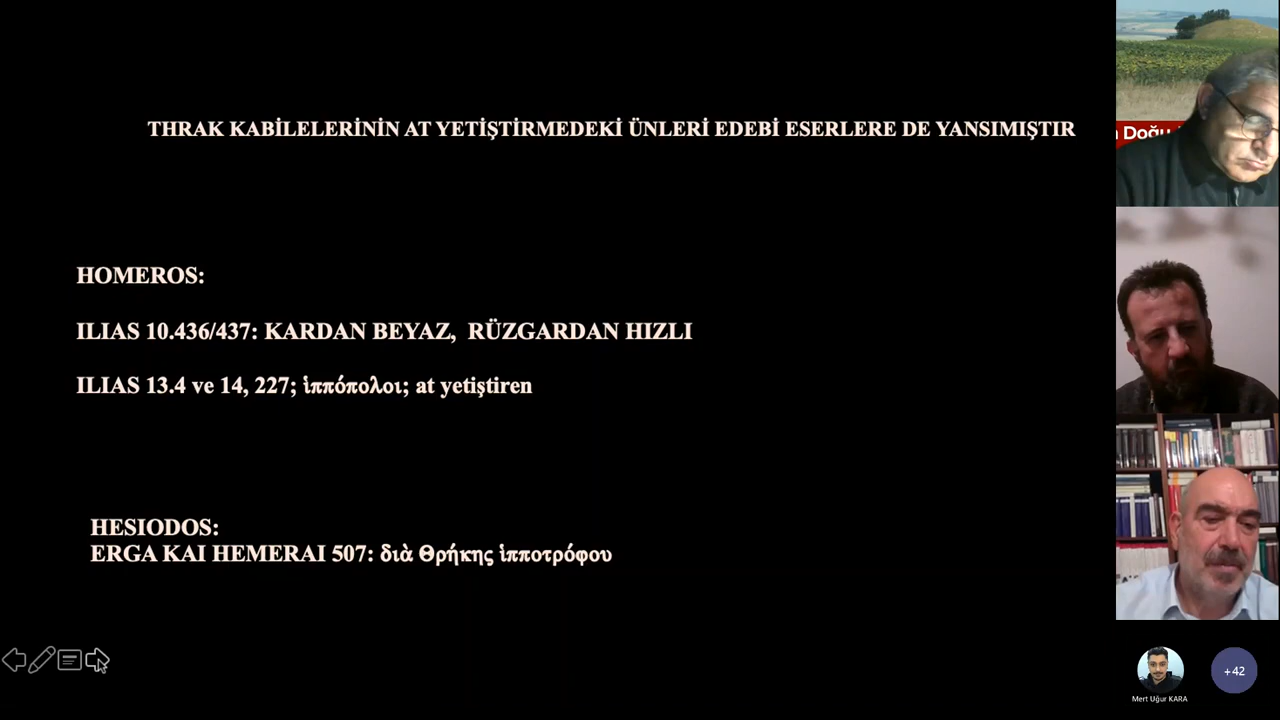 THRAK KABİLELERİNİN AT YETİŞTİRMEDEKİ ÜNLERİ EDEBİ ESERLERE DE YANSIMIŞTIR
HOMEROS:
ILIAS 10.436/437: KARDAN BEYAZ, RÜZGARDAN HIZLI
ILIAS 13.4 ve 14, 227; ἱππόπολοι; at yetiştiren
HESIODOS:
ERGA KAI HEMERAI 507: διὰ Θρήκης ἱπποτρόφου
Doğu
Mert Uğur KARA
+42